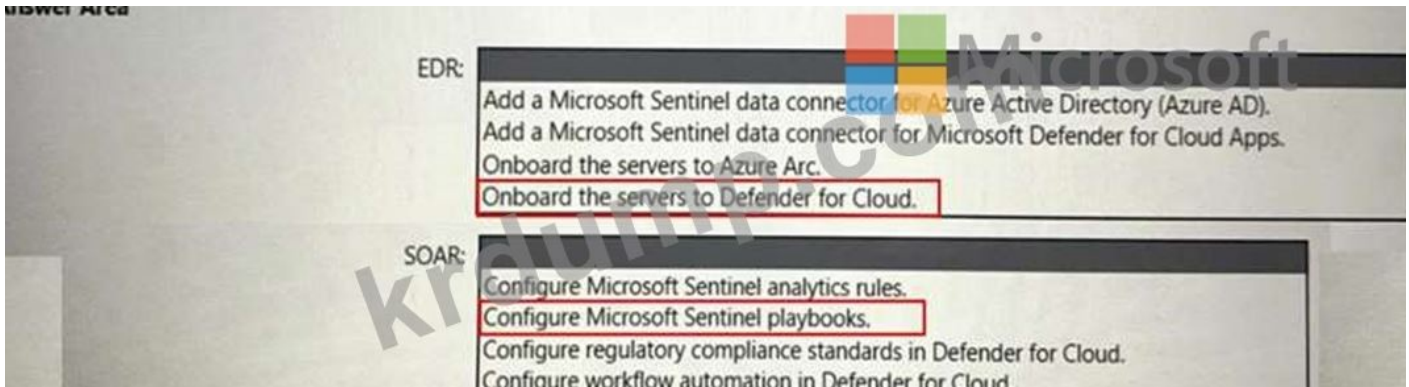 Answer Area
Microsoft
EDR:
Add a Microsoft Sentinel data connector for Azure Active Directory (Azure AD).
Add a Microsoft Sentinel data connector for Microsoft Defender for Cloud Apps.
Onboard the servers to Azure Arc.
Onboard the servers to Defender for Cloud.
krdump.com
SOAR:
Configure Microsoft Sentinel analytics rules.
Configure Microsoft Sentinel playbooks.
Configure regulatory compliance standards in Defender for Cloud.
Configure workflow automation in Defender for Cloud.